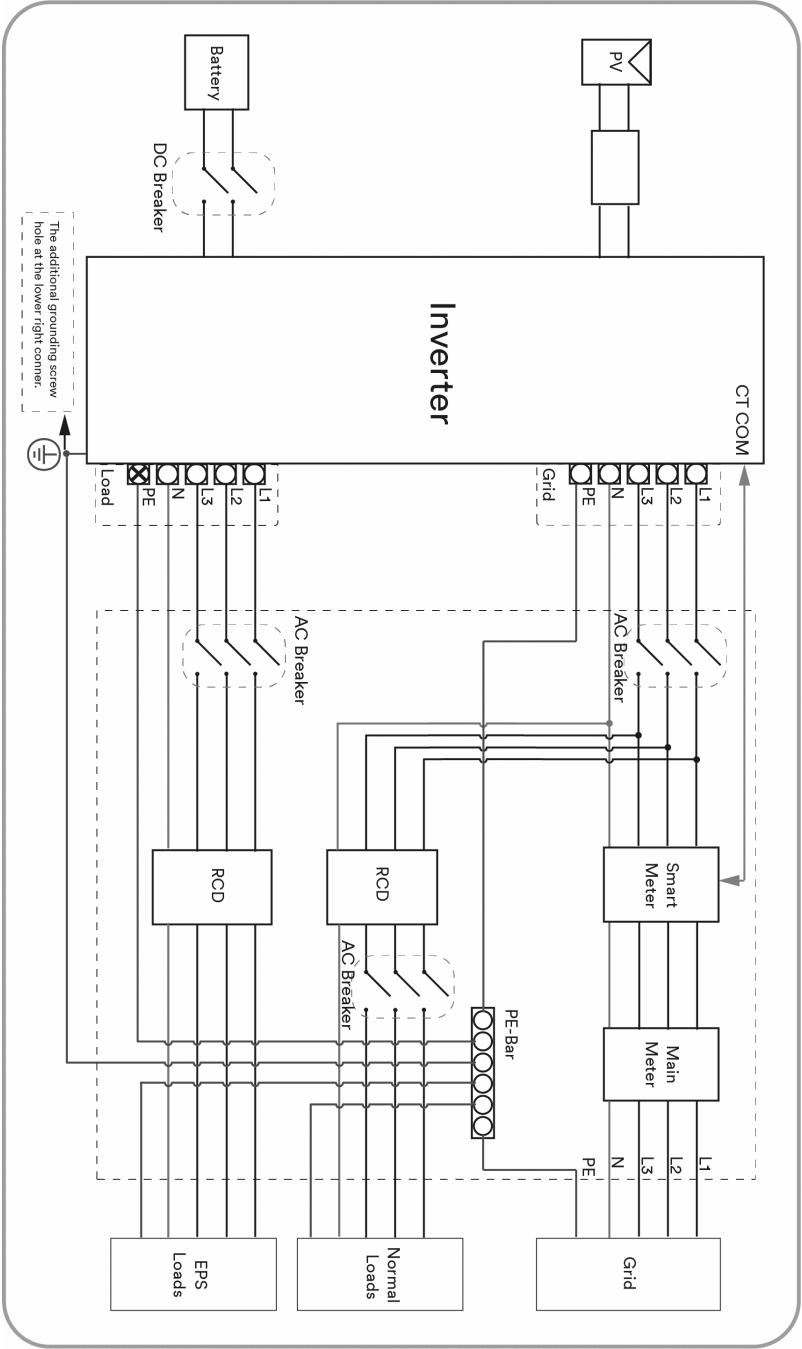 PV
Battery
DC Breaker
Inverter
CT COM
The additional grounding screw
hole at the lower right conner.
Load
PE
N
L3
L2
L1
Grid
PE
N
L3
L2
L1
AC Breaker
AC Breaker
RCD
RCD
Smart
Meter
AC Breaker
PE-Bar
Main
Meter
PE
N
L3
L2
L1
EPS
Loads
Normal
Loads
Grid